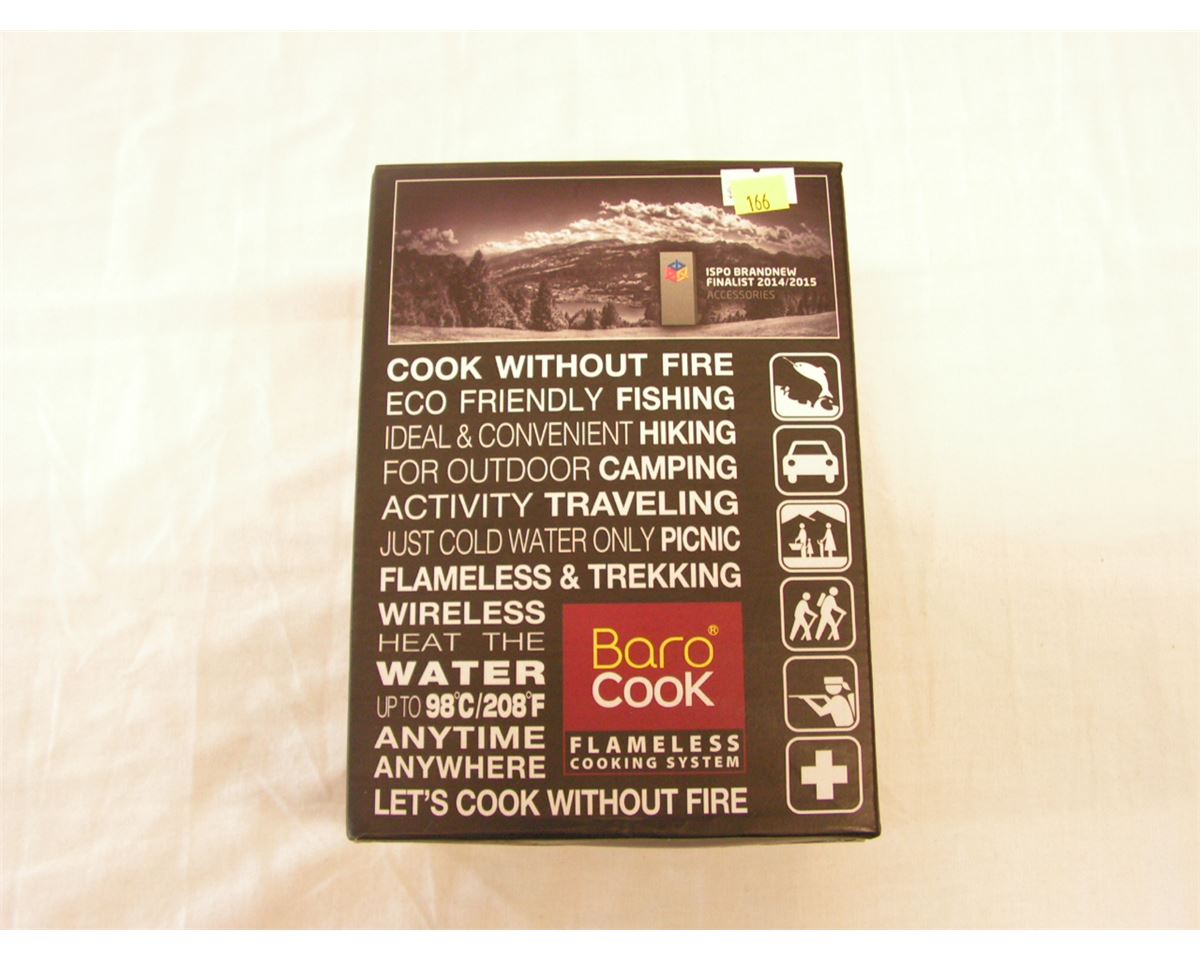 166
ISPO BRANDNEW
FINALIST 2014/2015
ACCESSORIES
COOK WITHOUT FIRE
ECO FRIENDLY FISHING
IDEAL & CONVENIENT HIKING
FOR OUTDOOR CAMPING
ACTIVITY TRAVELING
JUST COLD WATER ONLY PICNIC
FLAMELESS & TREKKING
WIRELESS
HEAT THE
WATER
UP TO 98°C/208°F
ANYTIME
ANYWHERE
LET'S COOK WITHOUT FIRE
Baro®
COOK
FLAMELESS
COOKING SYSTEM